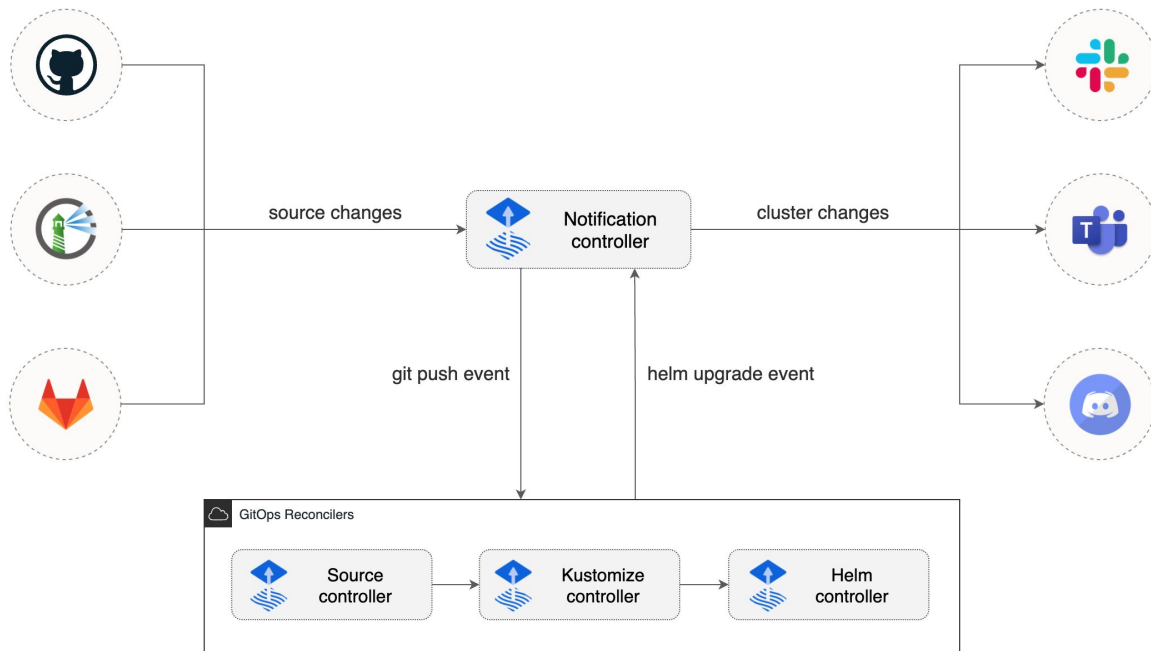 source changes
Notification
controller
cluster changes
git push event
helm upgrade event
GitOps Reconcilers
Source
controller
Kustomize
controller
Helm
controller
T